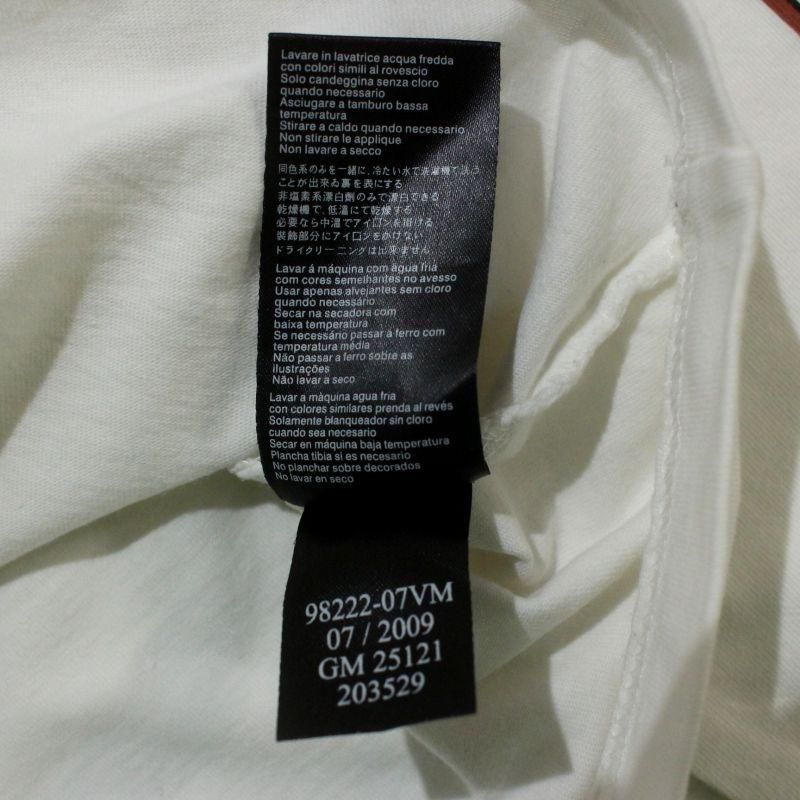 Lavare in lavatrice acqua fredda
con colori simili al rovescio
Solo candeggina senza cloro
quando necessario
Asciugare a tamburo bassa
temperatura
Stirare a caldo quando necessario
Non stirare le applique
Non lavare a secco
同色系のみを一緒に、冷たい水で洗濯機で洗う
ことが出来ゐ裏を表にする
非塩素系漂白劑のみで漂白できる
乾燥機で、低温にて乾燥する
必要なら中温でアイロンを掛ける
装飾部分にアイロンをかけない
ドライクリーニングは出来ません
Lavar á máquina com agua fria
com cores semelhantes no avesso
Usar apenas alvejantes sem cloro
quando necessário
Secar na secadora com
baixa temperatura
Se necessário passar á ferro com
temperatura média
Não passar a ferro sobre as
ilustrações
Não lavar a seco
Lavar a màquina agua fria
con colores similares prenda al revés
Solamente blanqueador sin cloro
cuando sea necesario
Secar en máquina baja temperatura
Plancha tibia si es necesario
No planchar sobre decorados
No lavar en seco
98222-07VM
07 / 2009
GM 25121
203529